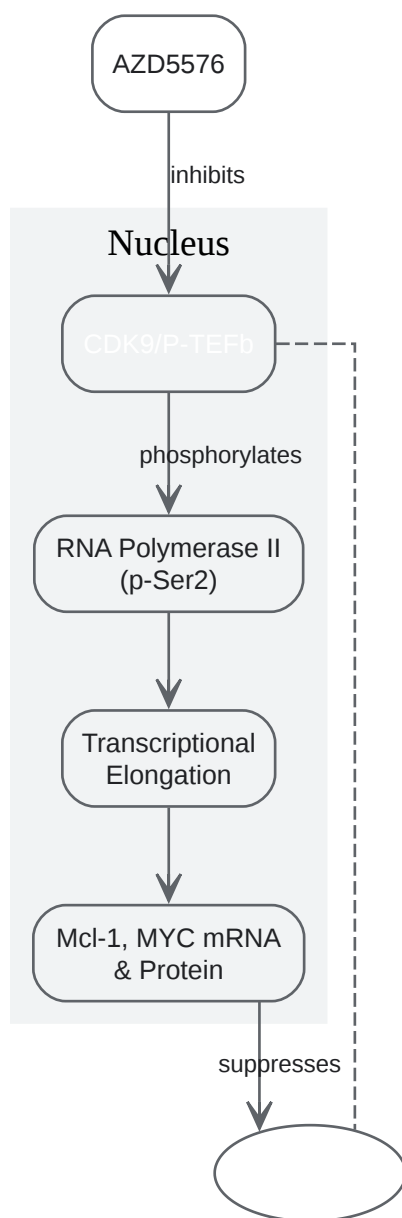 AZD5576
inhibits
Nucleus
CDK9/P-TEFb
phosphorylates
RNA Polymerase II
(p-Ser2)
Transcriptional
Elongation
Mcl-1, MYC mRNA
& Protein
suppresses